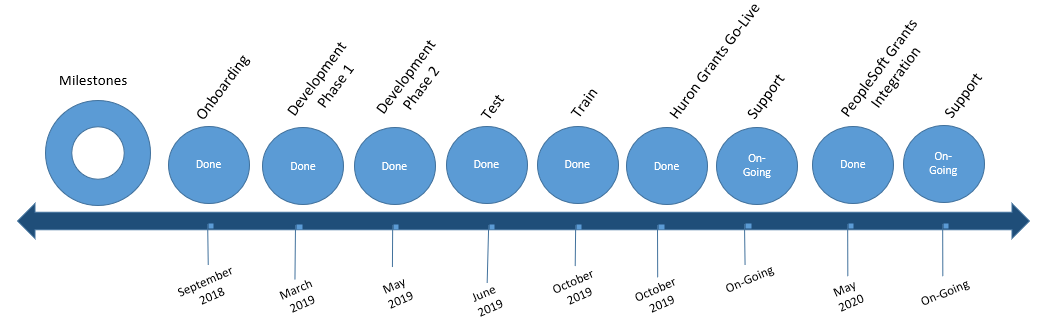 Milestones
Onboarding
Development
Phase 1
Development
Phase 2
Test
Train
Huron Grants Go-Live
Support
PeopleSoft Grants
Integration
Support
Done
Done
Done
Done
Done
Done
On-
Going
Done
On-
Going
September
2018
March
2019
May
2019
June
2019
October
2019
October
2019
On-Going
May
2020
On-Going